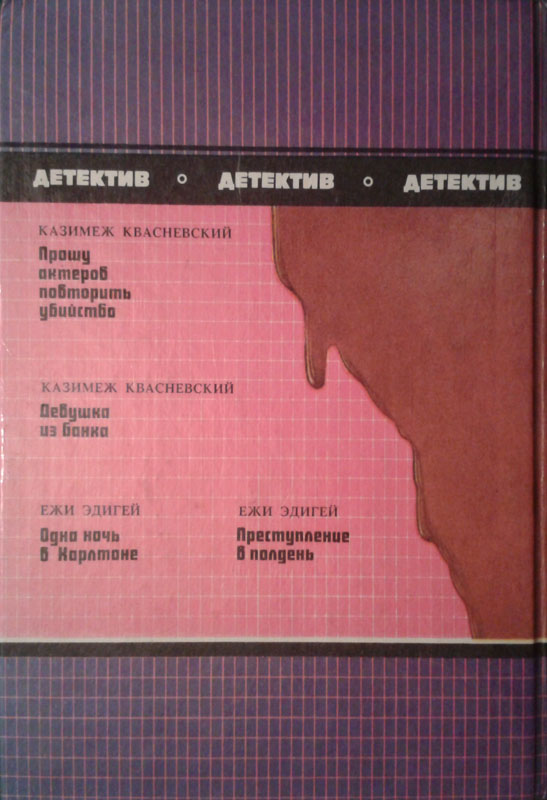 ДЕТЕКТИВ ° ДЕТЕКТИВ ° ДЕТЕКТИВ
КАЗИМЕЖ КВАСНЕВСКИЙ
Прошу
актеров
повторить
убийство
КАЗИМЕЖ КВАСНЕВСКИЙ
Девушка
из банка
ЕЖИ ЭДИГЕЙ
Одна ночь
в Карлтоне
ЕЖИ ЭДИГЕЙ
Преступление
в полдень